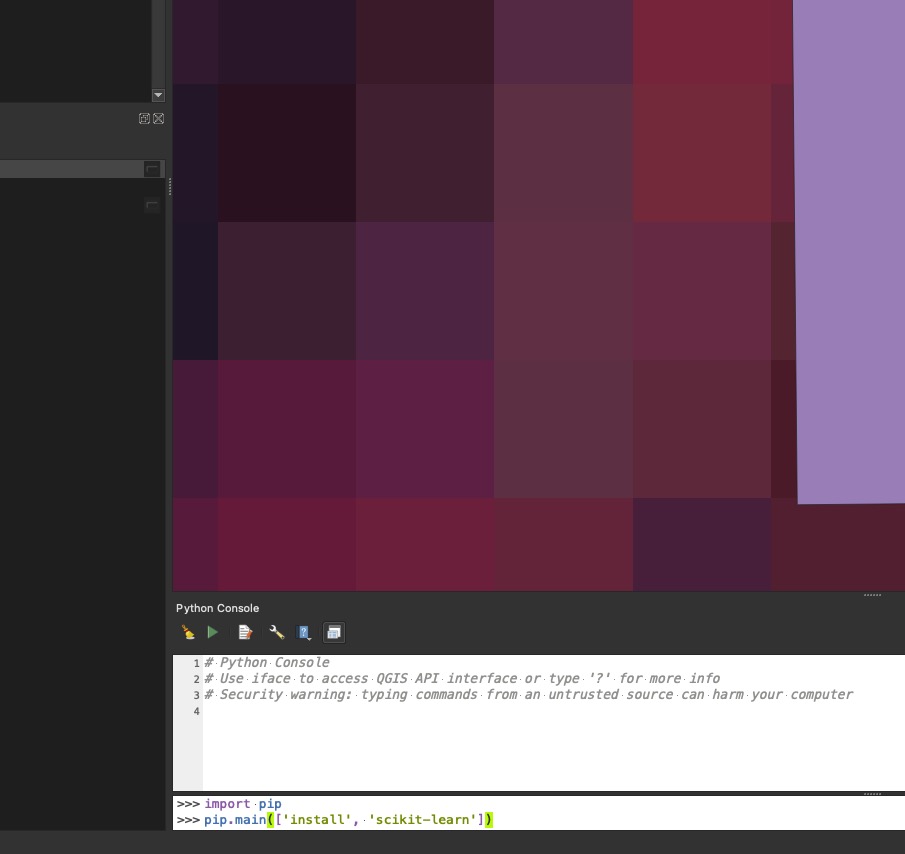 Python Console
1 # Python Console
2 # Use iface to access QGIS API interface or type '?' for more info
3 # Security warning: typing commands from an untrusted source can harm your computer
4
>>> import pip
>>> pip.main(['install', 'scikit-learn'])